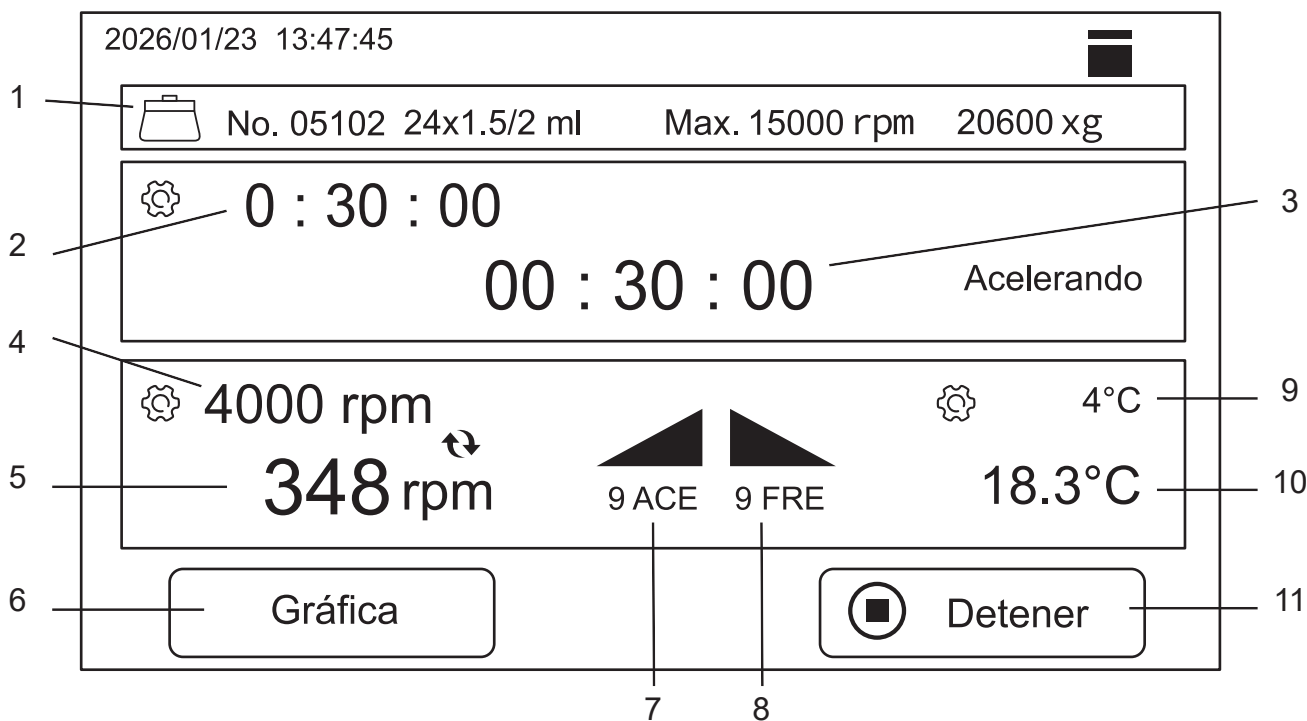 2026/01/23 13:47:45
1
No. 05102 24x1.5/2 ml Max. 15000 rpm 20600 xg
2
0 : 30 : 00
3
00 : 30 : 00
Acelerando
4
4000 rpm
4°C
9
5
348 rpm
9 ACE
9 FRE
18.3°C
10
6
Gráfica
Detener
11
7
8